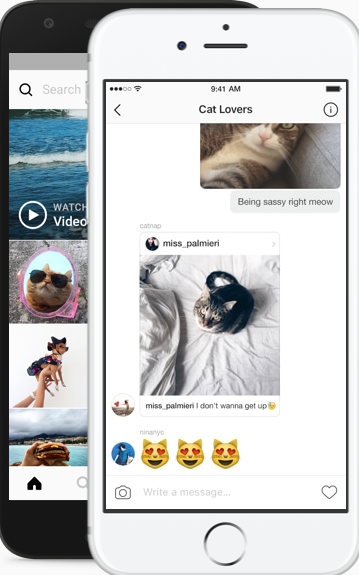 Search
WATCH
Video
9:41 AM
Cat Lovers
Being sassy right meow
catnap
miss_palmieri
miss_palmieri I don't wanna get up😉
ninanyc
😻😻😻
Write a message...